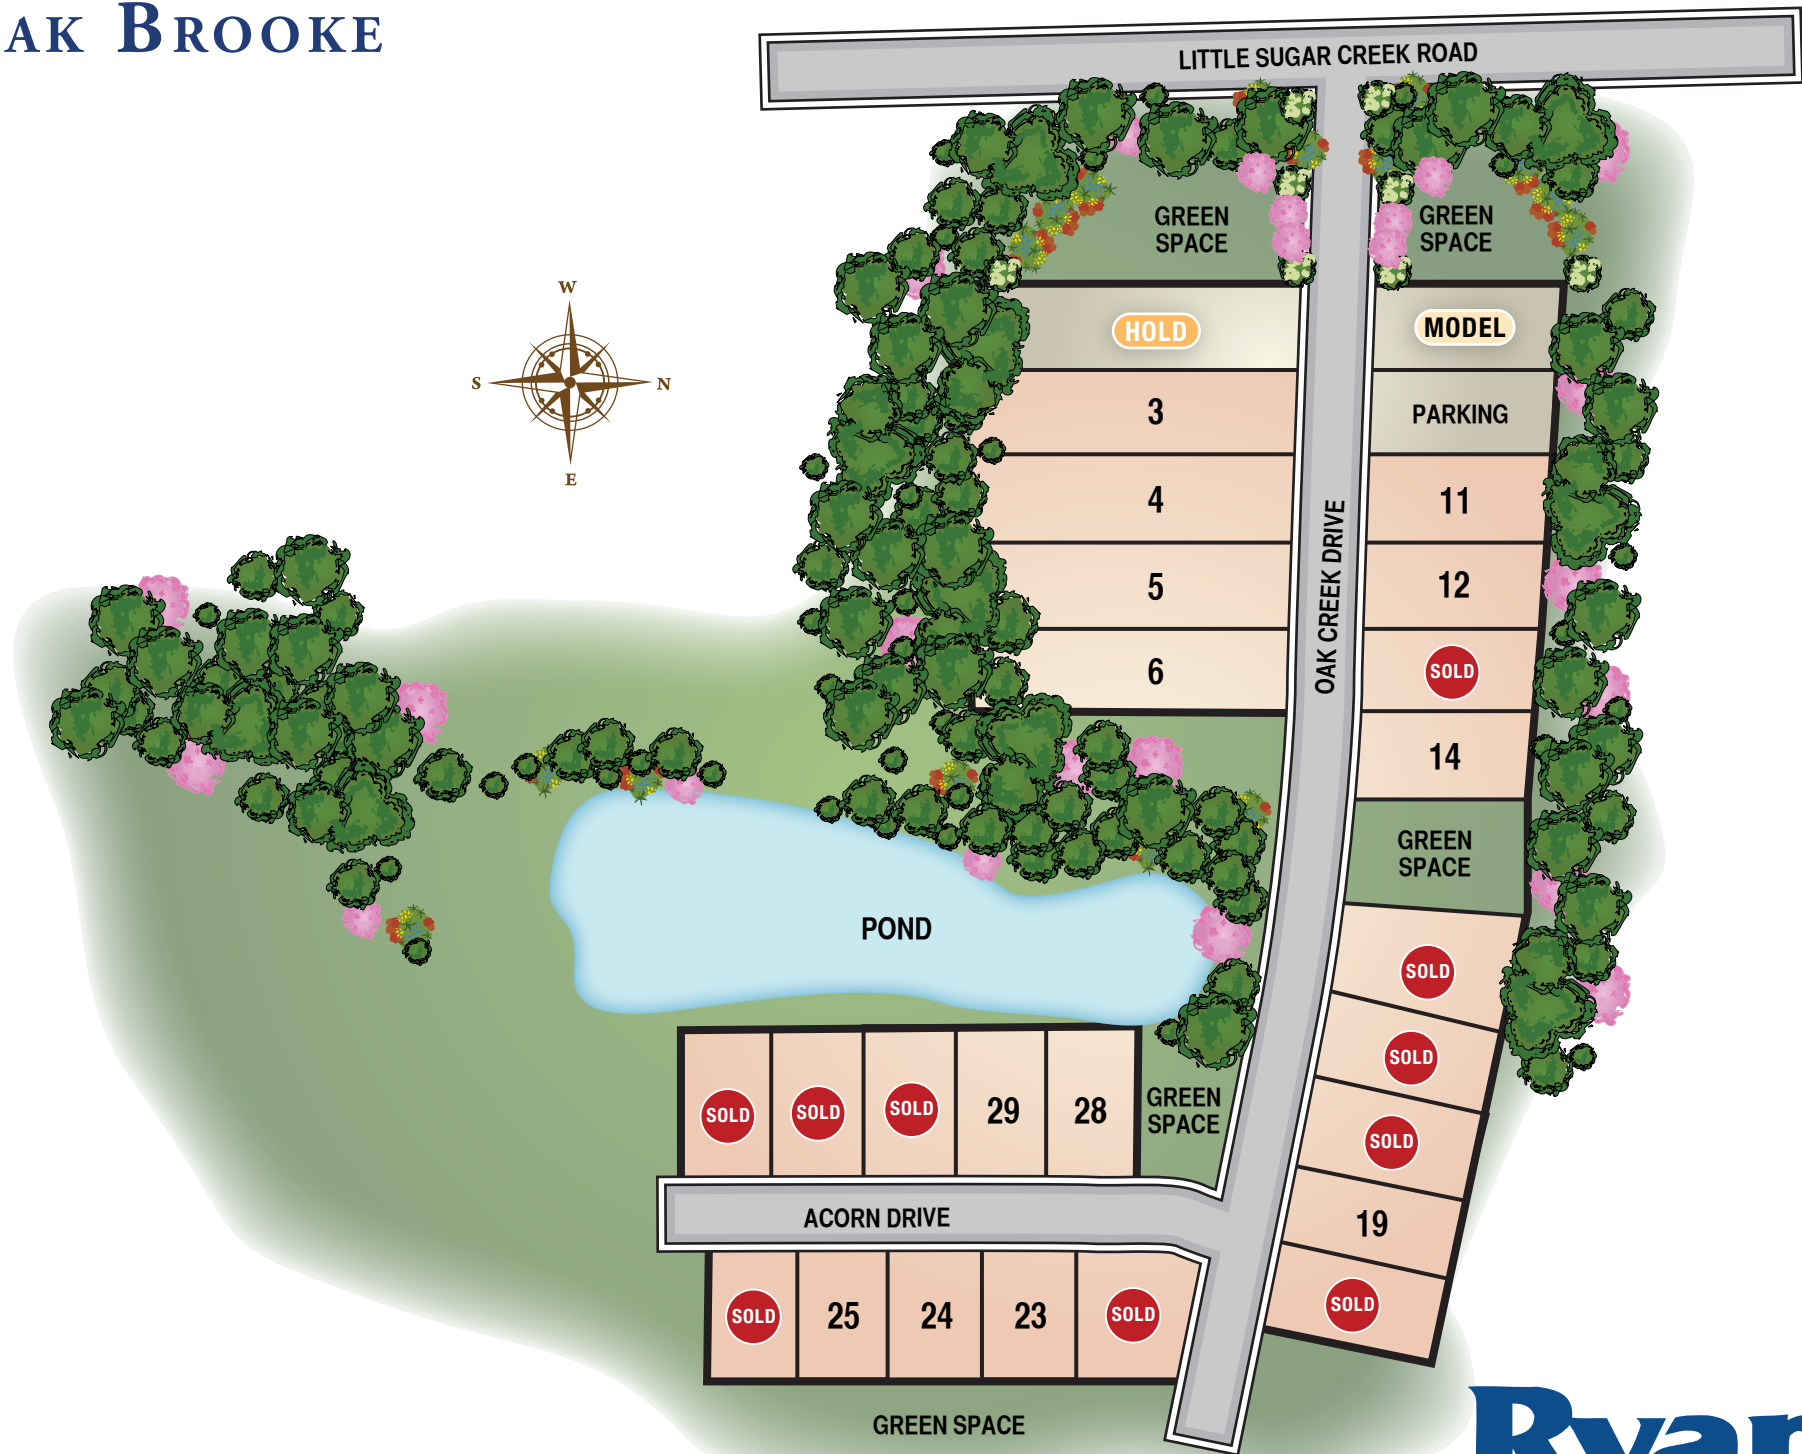 AK BROOKE
LITTLE SUGAR CREEK ROAD
GREEN
SPACE
GREEN
SPACE
W
S
N
E
HOLD
MODEL
3
PARKING
4
11
OAK CREEK DRIVE
5
12
6
SOLD
14
GREEN
SPACE
POND
SOLD
SOLD
SOLD
SOLD
SOLD
29
28
GREEN
SPACE
SOLD
ACORN DRIVE
19
SOLD
25
24
23
SOLD
SOLD
GREEN SPACE
Ryan